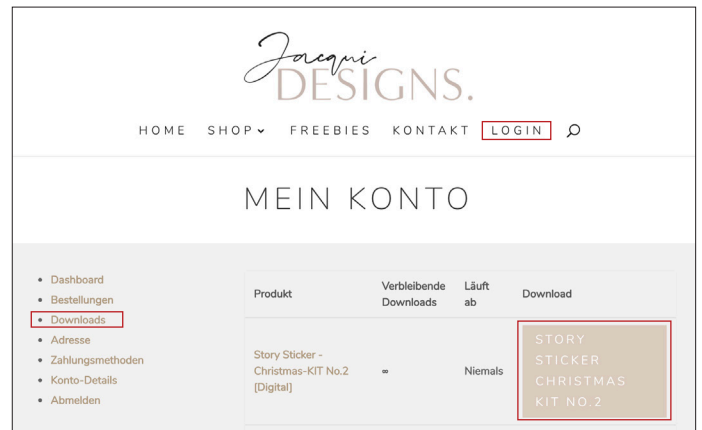 Jacqui
DESIGNS.
HOME SHOP FREEBIES KONTAKT LOGIN
MEIN KONTO
Dashboard
Bestellungen
Downloads
Adresse
Zahlungsmethoden
Konto-Details
Abmelden
Produkt
Verbleibende
Downloads
Läuft
ab
Download
Story Sticker -
Christmas-KIT No.2
[Digital]
∞
Niemals
STORY
STICKER
CHRISTMAS
KIT NO.2